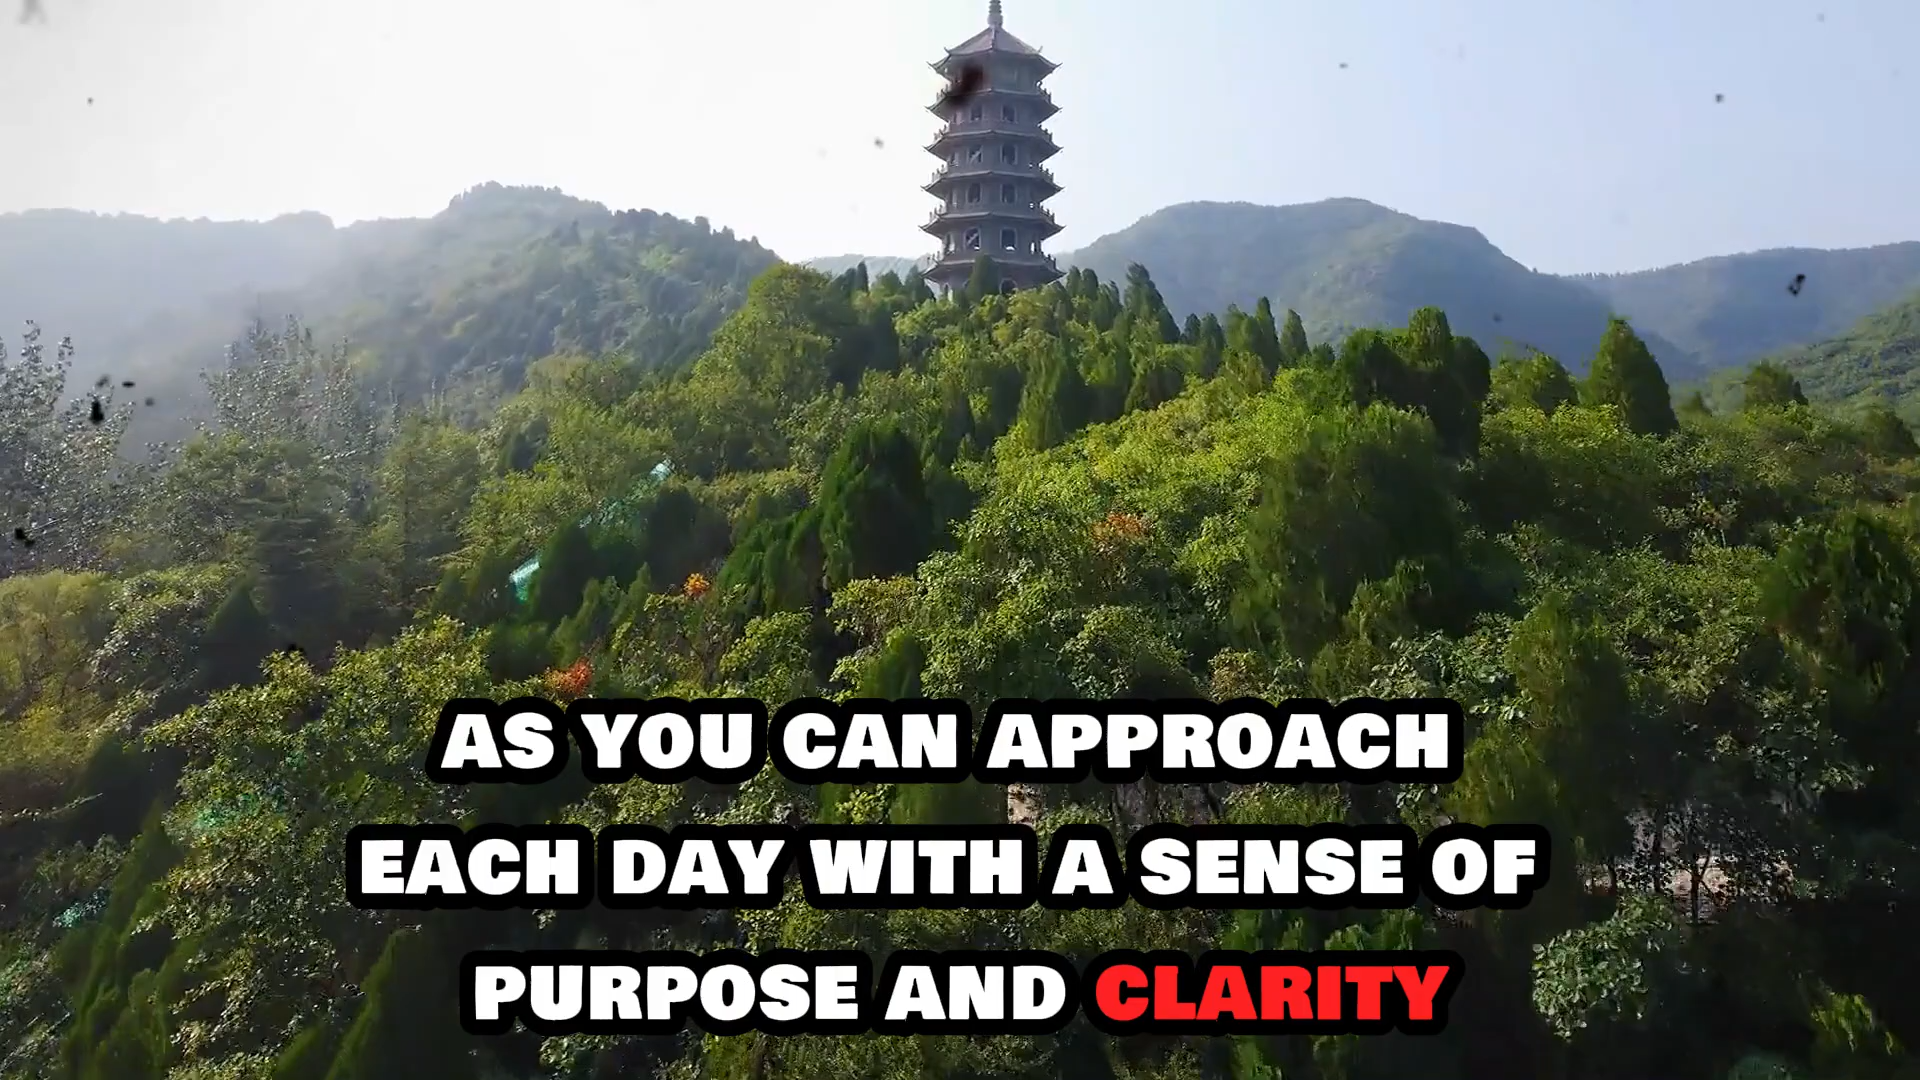 AS YOU CAN APPROACH
EACH DAY WITH A SENSE OF
PURPOSE AND CLARITY